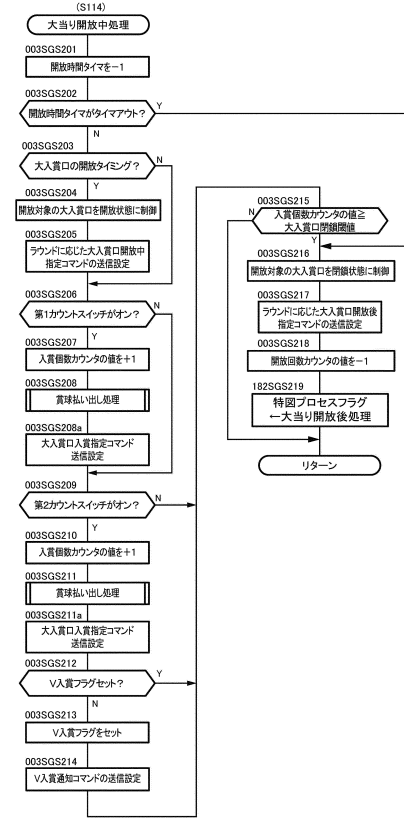 (S114)
大当り開放中処理
003SGS201
開放時間タイマを－1
003SGS202
開放時間タイマがタイマアウト？
Y
N
003SGS203
大入賞口の開放タイミング？
N
Y
003SGS204
開放対象の大入賞口を開放状態に制御
003SGS205
ラウンドに応じた大入賞口開放中
指定コマンドの送信設定
003SGS206
第1カウントスイッチがオン？
N
Y
003SGS207
入賞個数カウンタの値を＋1
003SGS208
賞球払い出し処理
003SGS208a
大入賞口入賞指定コマンド
送信設定
003SGS209
第2カウントスイッチがオン？
N
Y
003SGS210
入賞個数カウンタの値を＋1
003SGS211
賞球払い出し処理
003SGS211a
大入賞口入賞指定コマンド
送信設定
003SGS212
V入賞フラグセット？
Y
N
003SGS213
V入賞フラグをセット
003SGS214
V入賞通知コマンドの送信設定
003SGS215
N
入賞個数カウンタの値≧
大入賞口閉鎖閾値
Y
003SGS216
開放対象の大入賞口を閉鎖状態に制御
003SGS217
ラウンドに応じた大入賞口開放後
指定コマンドの送信設定
003SGS218
開放回数カウンタの値を－1
182SGS219
特図プロセスフラグ
←大当り開放後処理
リターン